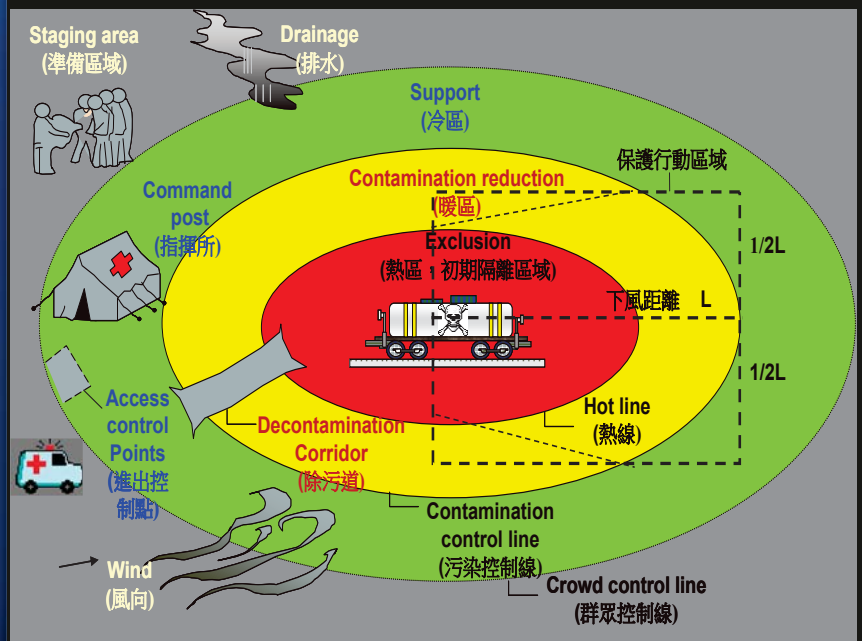 Staging area
(準備區域)
Drainage
(排水)
Support
(冷區)
保護行動區域
Contamination reduction
(暖區)
Command
post
(指揮所)
Exclusion
(熱區，初期隔離區域)
1/2L
下風距離 L
1/2L
Access
control
Points
(進出控
制點)
Hot line
(熱線)
Decontamination
Corridor
(除污道)
Contamination
control line
(污染控制線)
Wind
(風向)
Crowd control line
(群眾控制線)